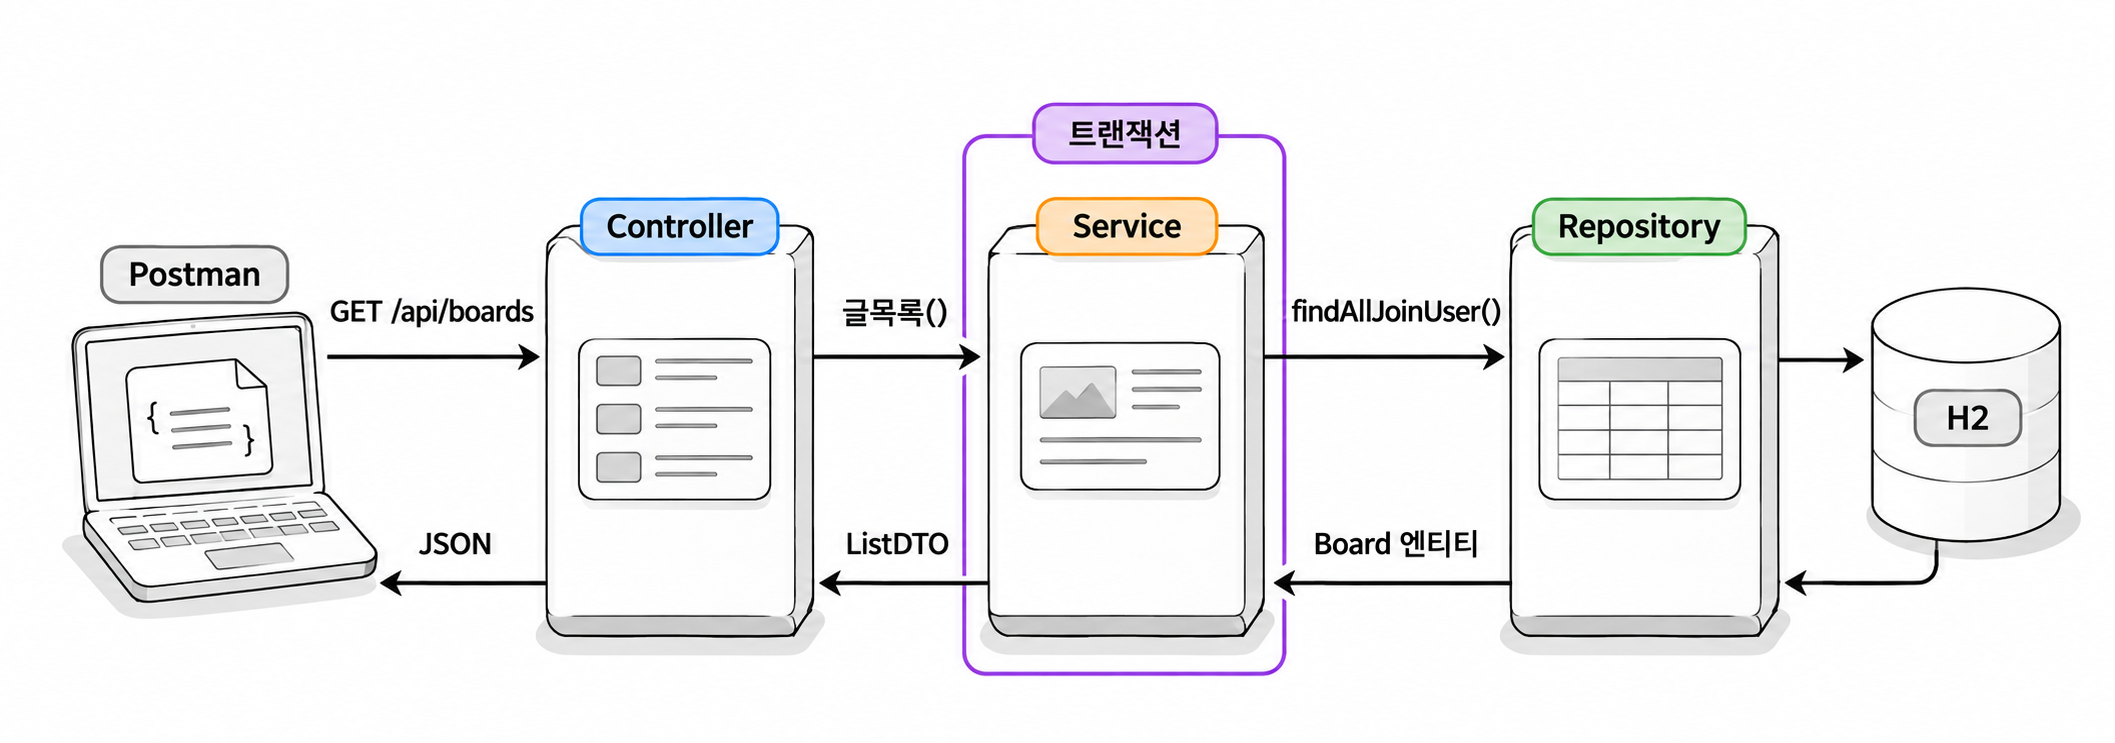 트랜잭션
Controller
Service
Repository
Postman
GET /api/boards
글목록()
findAllJoinUser()
H2
JSON
ListDTO
Board 엔티티